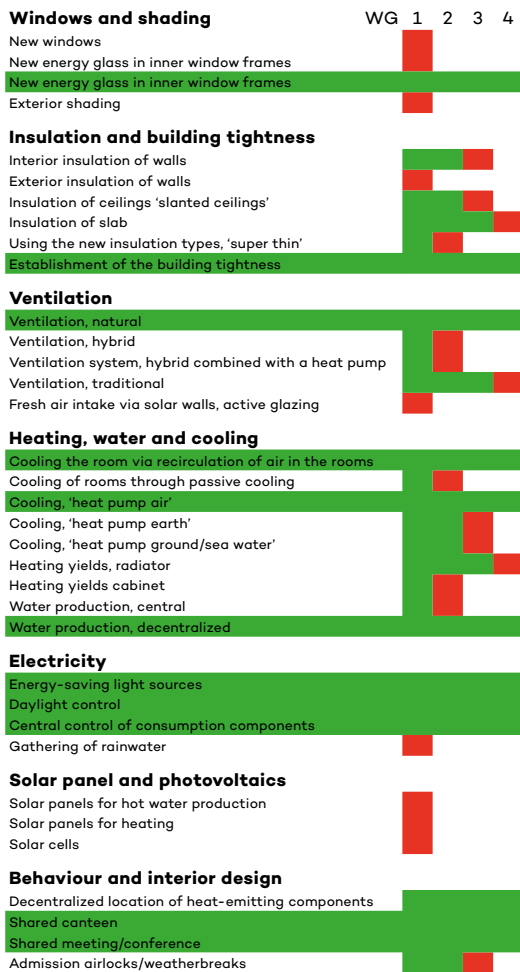 Windows and shading WG 1 2 3 4
New windows
New energy glass in inner window frames
New energy glass in inner window frames
Exterior shading
Insulation and building tightness
Interior insulation of walls
Exterior insulation of walls
Insulation of ceilings ‘slanted ceilings’
Insulation of slab
Using the new insulation types, ‘super thin’
Establishment of the building tightness
Ventilation
Ventilation, natural
Ventilation, hybrid
Ventilation system, hybrid combined with a heat pump
Ventilation, traditional
Fresh air intake via solar walls, active glazing
Heating, water and cooling
Cooling the room via recirculation of air in the rooms
Cooling of rooms through passive cooling
Cooling, ‘heat pump air’
Cooling, ‘heat pump earth’
Cooling, ‘heat pump ground/sea water’
Heating yields, radiator
Heating yields cabinet
Water production, central
Water production, decentralized
Electricity
Energy-saving light sources
Daylight control
Central control of consumption components
Gathering of rainwater
Solar panel and photovoltaics
Solar panels for hot water production
Solar panels for heating
Solar cells
Behaviour and interior design
Decentralized location of heat-emitting components
Shared canteen
Shared meeting/conference
Admission airlocks/weatherbreaks